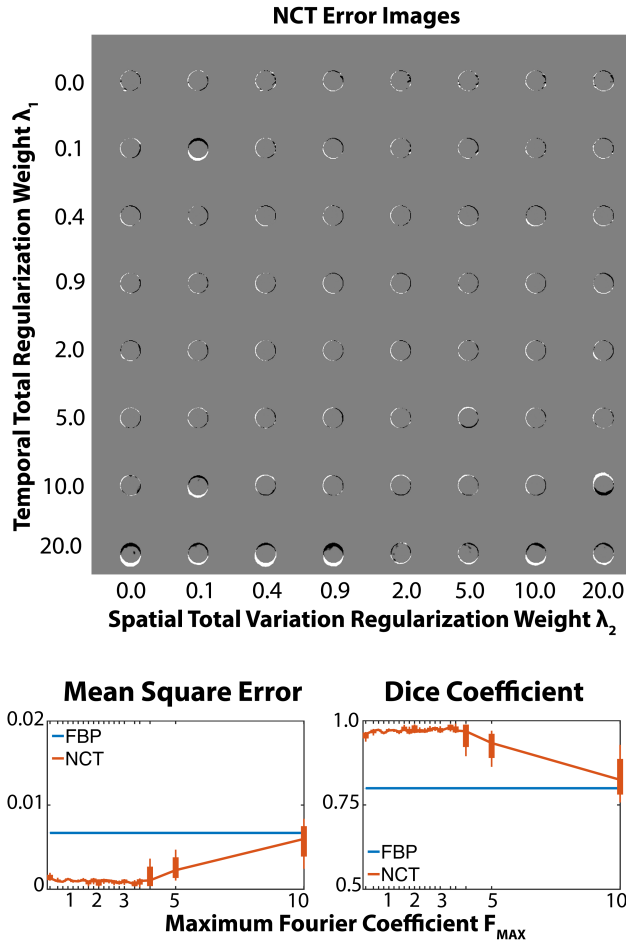 NCT Error Images
Temporal Total Regularization Weight λ1
0.0
0.1
0.4
0.9
2.0
5.0
10.0
20.0
0.0 0.1 0.4 0.9 2.0 5.0 10.0 20.0
Spatial Total Variation Regularization Weight λ2
Mean Square Error
0.02
FBP
NCT
0.01
0
1 2 3 5 10
Dice Coefficient
1.0
0.75
FBP
NCT
0.5
1 2 3 5 10
Maximum Fourier Coefficient FMAX